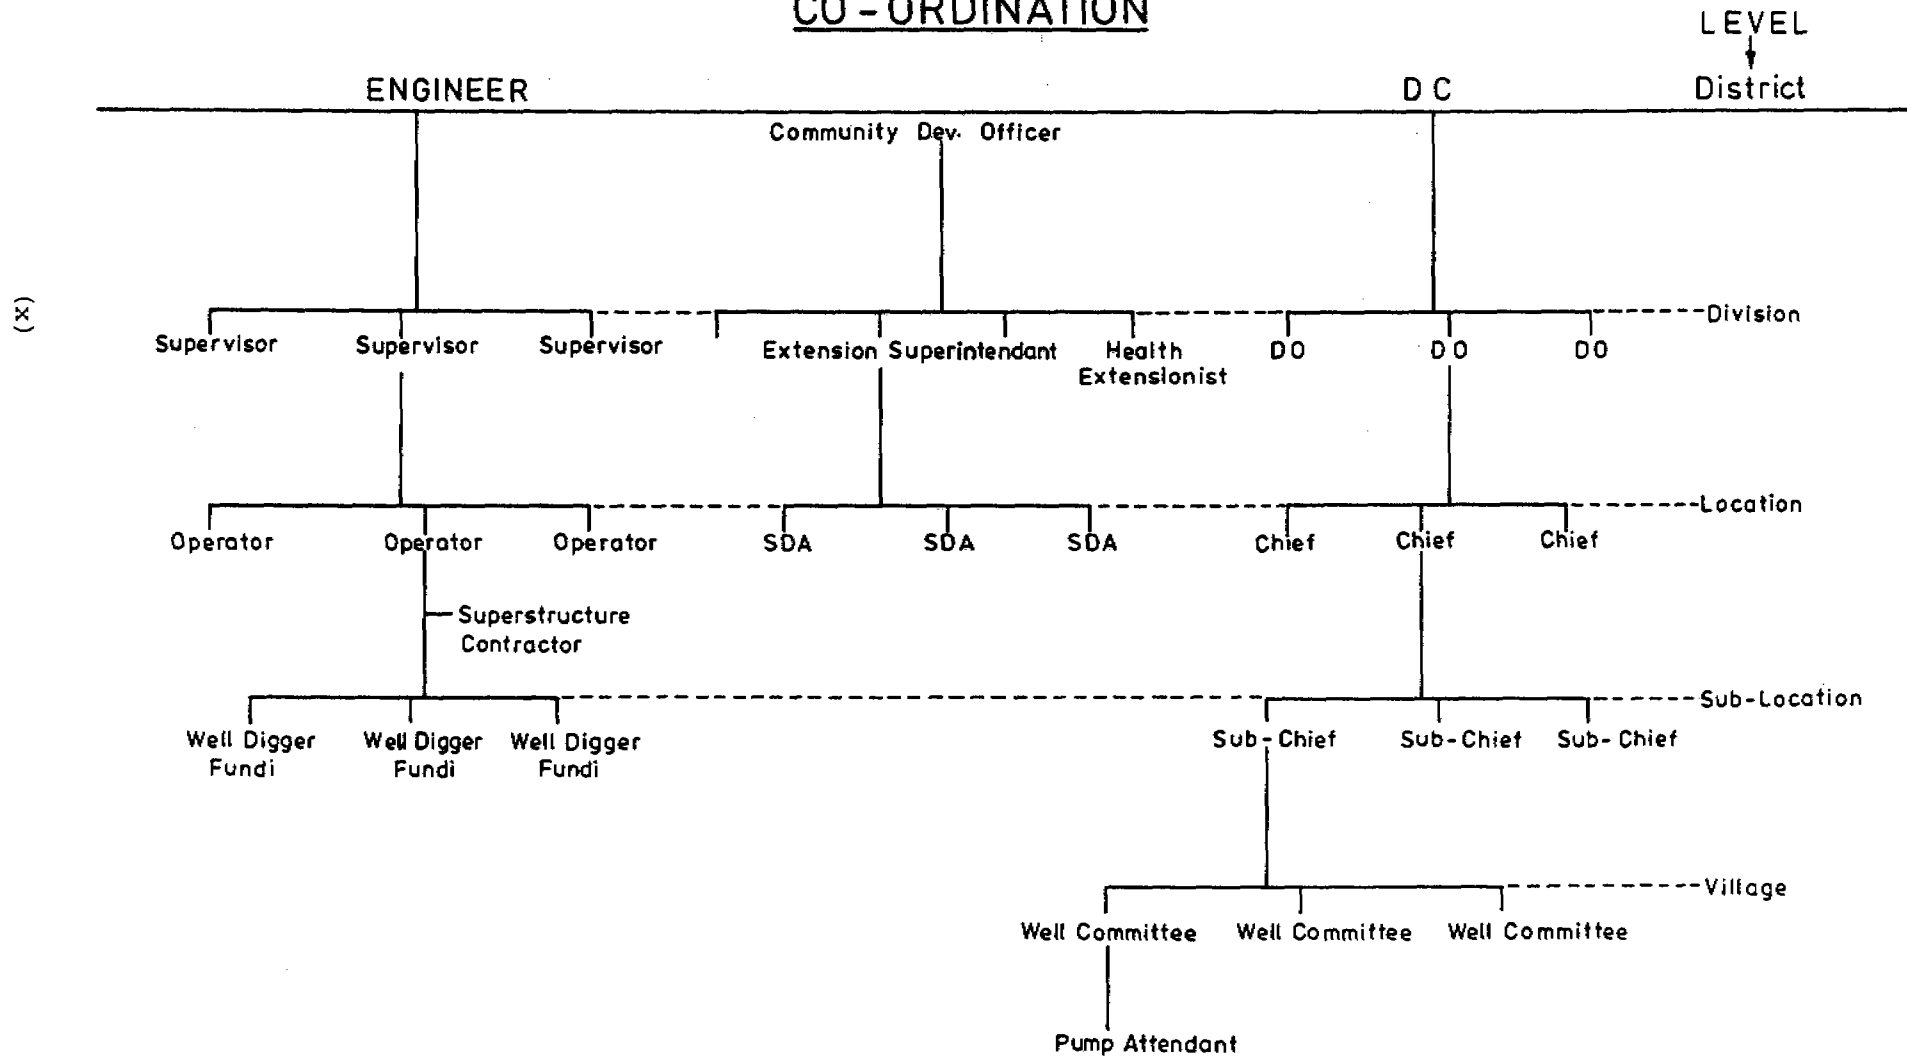 CO-ORDINATION
LEVEL
ENGINEER
D C
District
Community Dev. Officer
(x)
Division
Supervisor
Supervisor
Supervisor
Extension Superintendant
Health
Extensionist
DO
DO
DO
Location
Operator
Operator
Operator
SDA
SDA
SDA
Chief
Chief
Chief
Superstructure
Contractor
Sub-Location
Well Digger
Fundi
Well Digger
Fundi
Well Digger
Fundi
Sub-Chief
Sub-Chief
Sub-Chief
Village
Well Committee
Well Committee
Well Committee
Pump Attendant